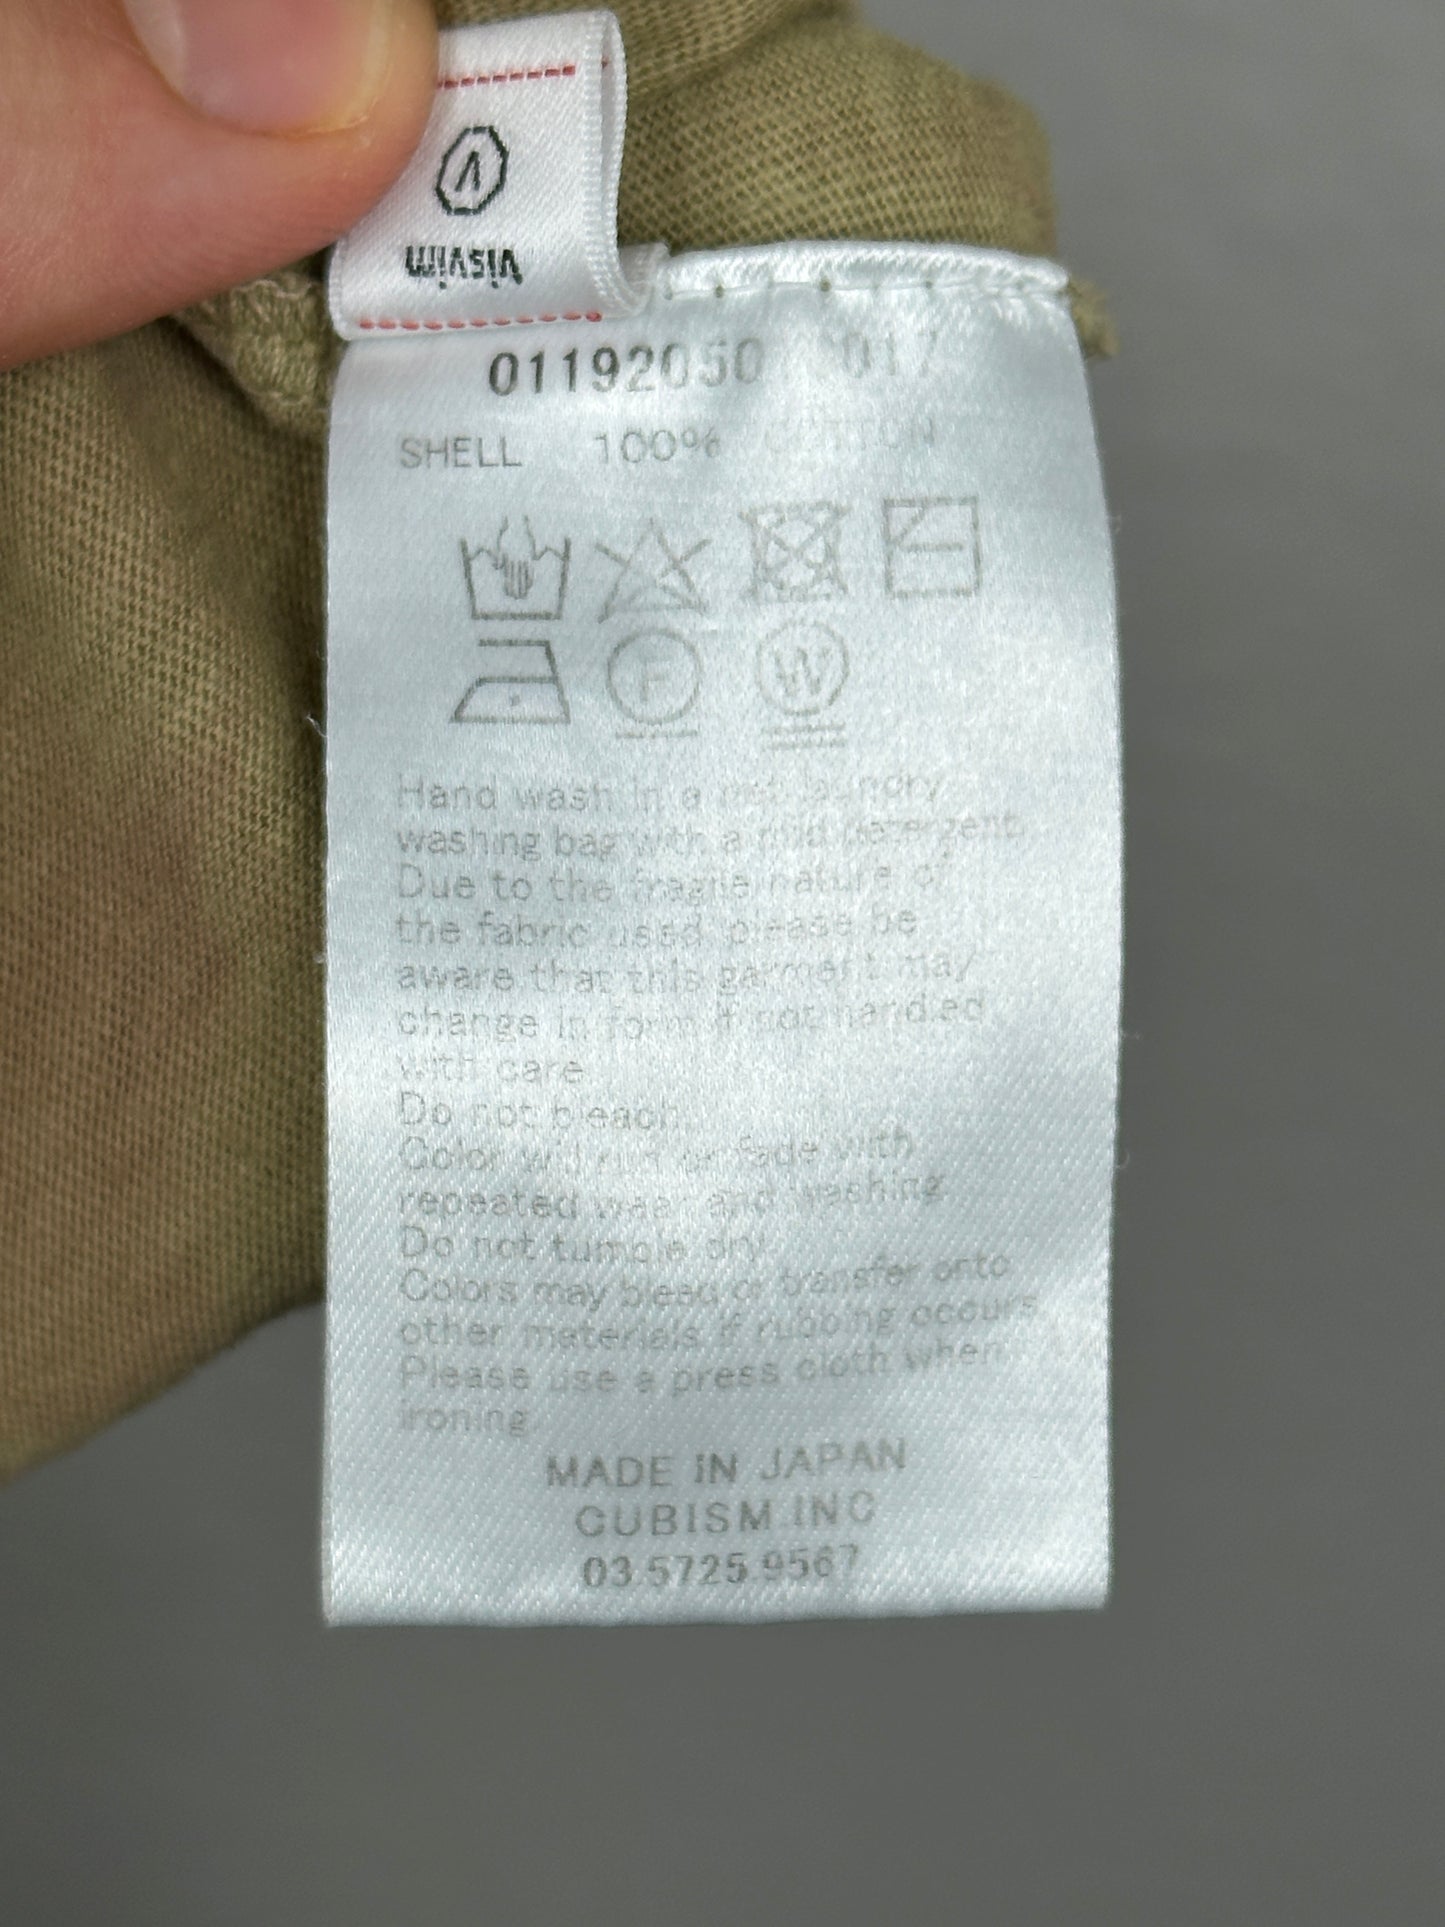 visvim
01192050 017
SHELL 100% COTTON
F W
Hand wash in a net laundry
washing bag with a mild detergent.
Due to the fragile nature of
the fabric used please be
aware that this garment may
change in form if not handled
with care.
Do not bleach.
Color will run or fade with
repeated wear and washing.
Do not tumble dry.
Colors may bleed or transfer onto
other materials if rubbing occurs.
Please use a press cloth when
ironing.
MADE IN JAPAN
CUBISM.INC
03.5725.9567